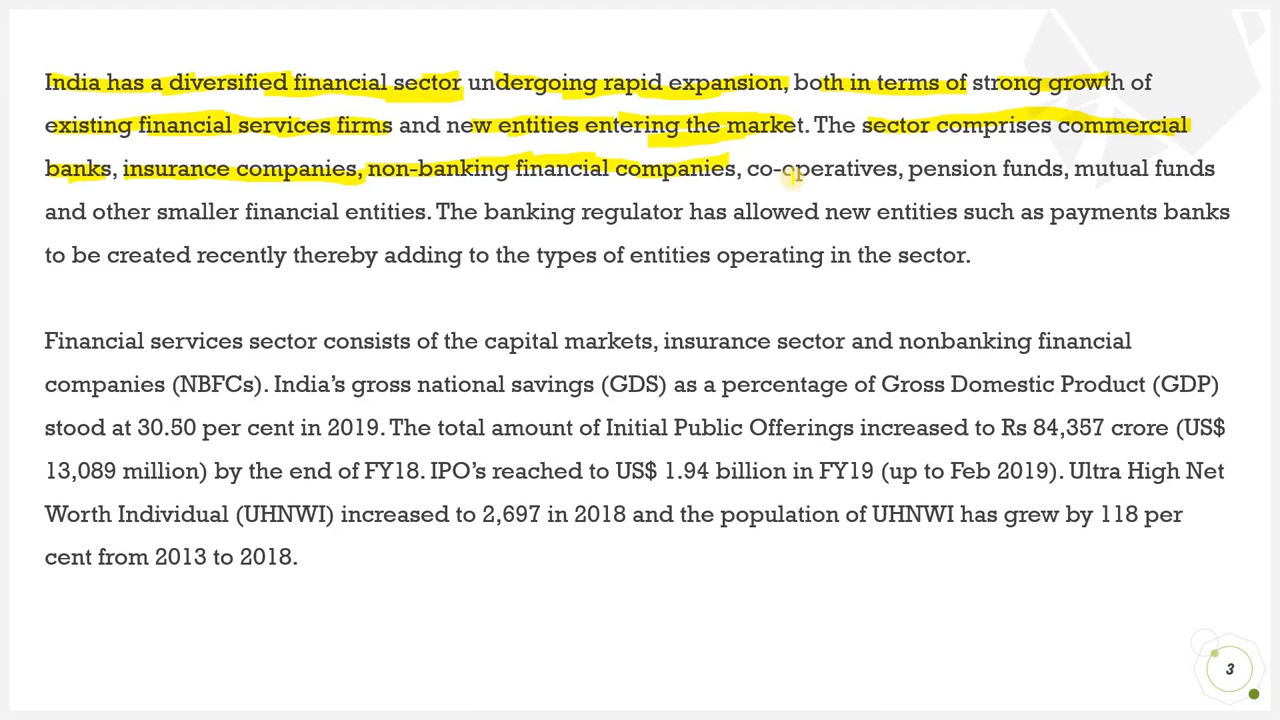 India has a diversified financial sector undergoing rapid expansion, both in terms of strong growth of
existing financial services firms and new entities entering the market. The sector comprises commercial
banks, insurance companies, non-banking financial companies, co-operatives, pension funds, mutual funds
and other smaller financial entities. The banking regulator has allowed new entities such as payments banks
to be created recently thereby adding to the types of entities operating in the sector.
Financial services sector consists of the capital markets, insurance sector and nonbanking financial
companies (NBFCs). India’s gross national savings (GDS) as a percentage of Gross Domestic Product (GDP)
stood at 30.50 per cent in 2019. The total amount of Initial Public Offerings increased to Rs 84,357 crore (US$
13,089 million) by the end of FY18. IPO’s reached to US$ 1.94 billion in FY19 (up to Feb 2019). Ultra High Net
Worth Individual (UHNWI) increased to 2,697 in 2018 and the population of UHNWI has grew by 118 per
cent from 2013 to 2018.
3